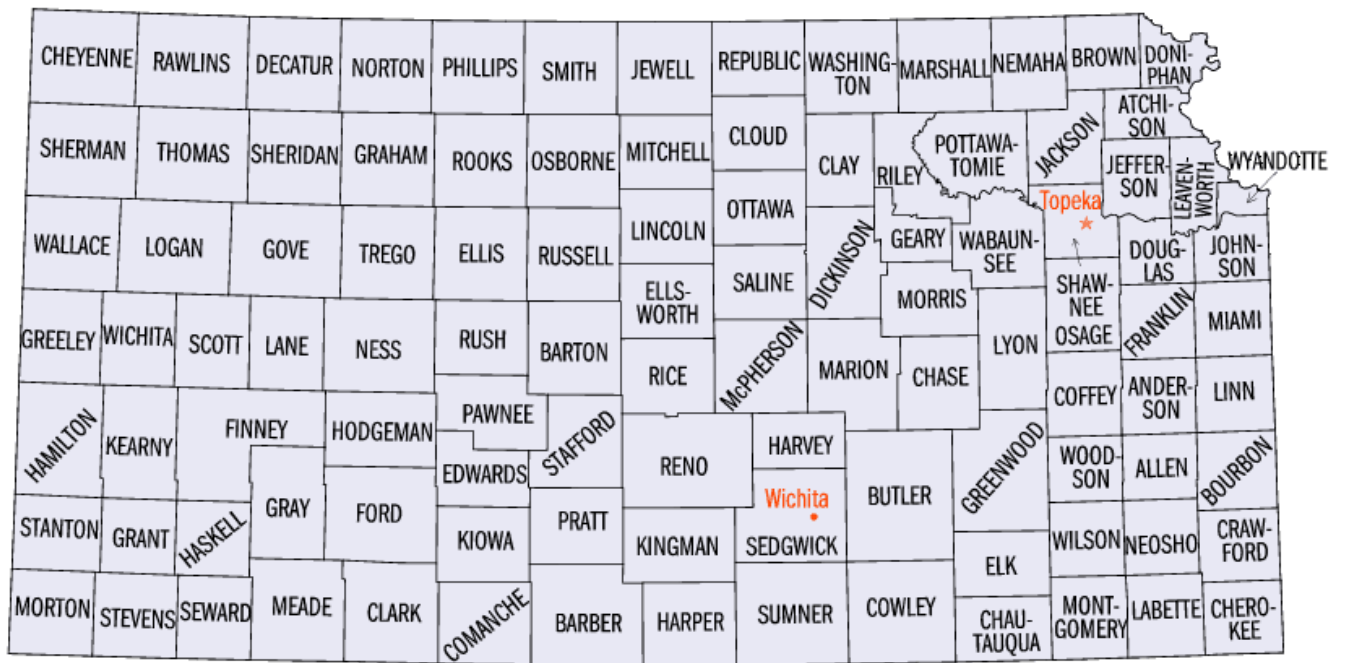 CHEYENNE
RAWLINS
DECATUR
NORTON
PHILLIPS
SMITH
JEWELL
REPUBLIC
WASHING-
TON
MARSHALL
NEMAHA
BROWN
DONI-
PHAN
SHERMAN
THOMAS
SHERIDAN
GRAHAM
ROOKS
OSBORNE
MITCHELL
CLOUD
CLAY
RILEY
POTTAWA-
TOMIE
JACKSON
ATCHI-
SON
JEFFER-
SON
LEAVEN-
WORTH
WYANDOTTE
Topeka
WALLACE
LOGAN
GOVE
TREGO
ELLIS
RUSSELL
LINCOLN
OTTAWA
DICKINSON
GEARY
WABAUN-
SEE
DOUG-
LAS
JOHN-
SON
ELLS-
WORTH
SALINE
MORRIS
SHAW-
NEE
OSAGE
FRANKLIN
MIAMI
GREELEY
WICHITA
SCOTT
LANE
NESS
RUSH
BARTON
RICE
McPHERSON
MARION
CHASE
LYON
COFFEY
ANDER-
SON
LINN
HAMILTON
KEARNY
FINNEY
HODGEMAN
PAWNEE
STAFFORD
RENO
HARVEY
BUTLER
GREENWOOD
WOOD-
SON
ALLEN
BOURBON
GRAY
FORD
EDWARDS
PRATT
Wichita
SEDGWICK
STANTON
GRANT
HASKELL
KIOWA
KINGMAN
ELK
WILSON
NEOSHO
CRAW-
FORD
MORTON
STEVENS
SEWARD
MEADE
CLARK
COMANCHE
BARBER
HARPER
SUMNER
COWLEY
CHAU-
TAUQUA
MONT-
GOMERY
LABETTE
CHERO-
KEE